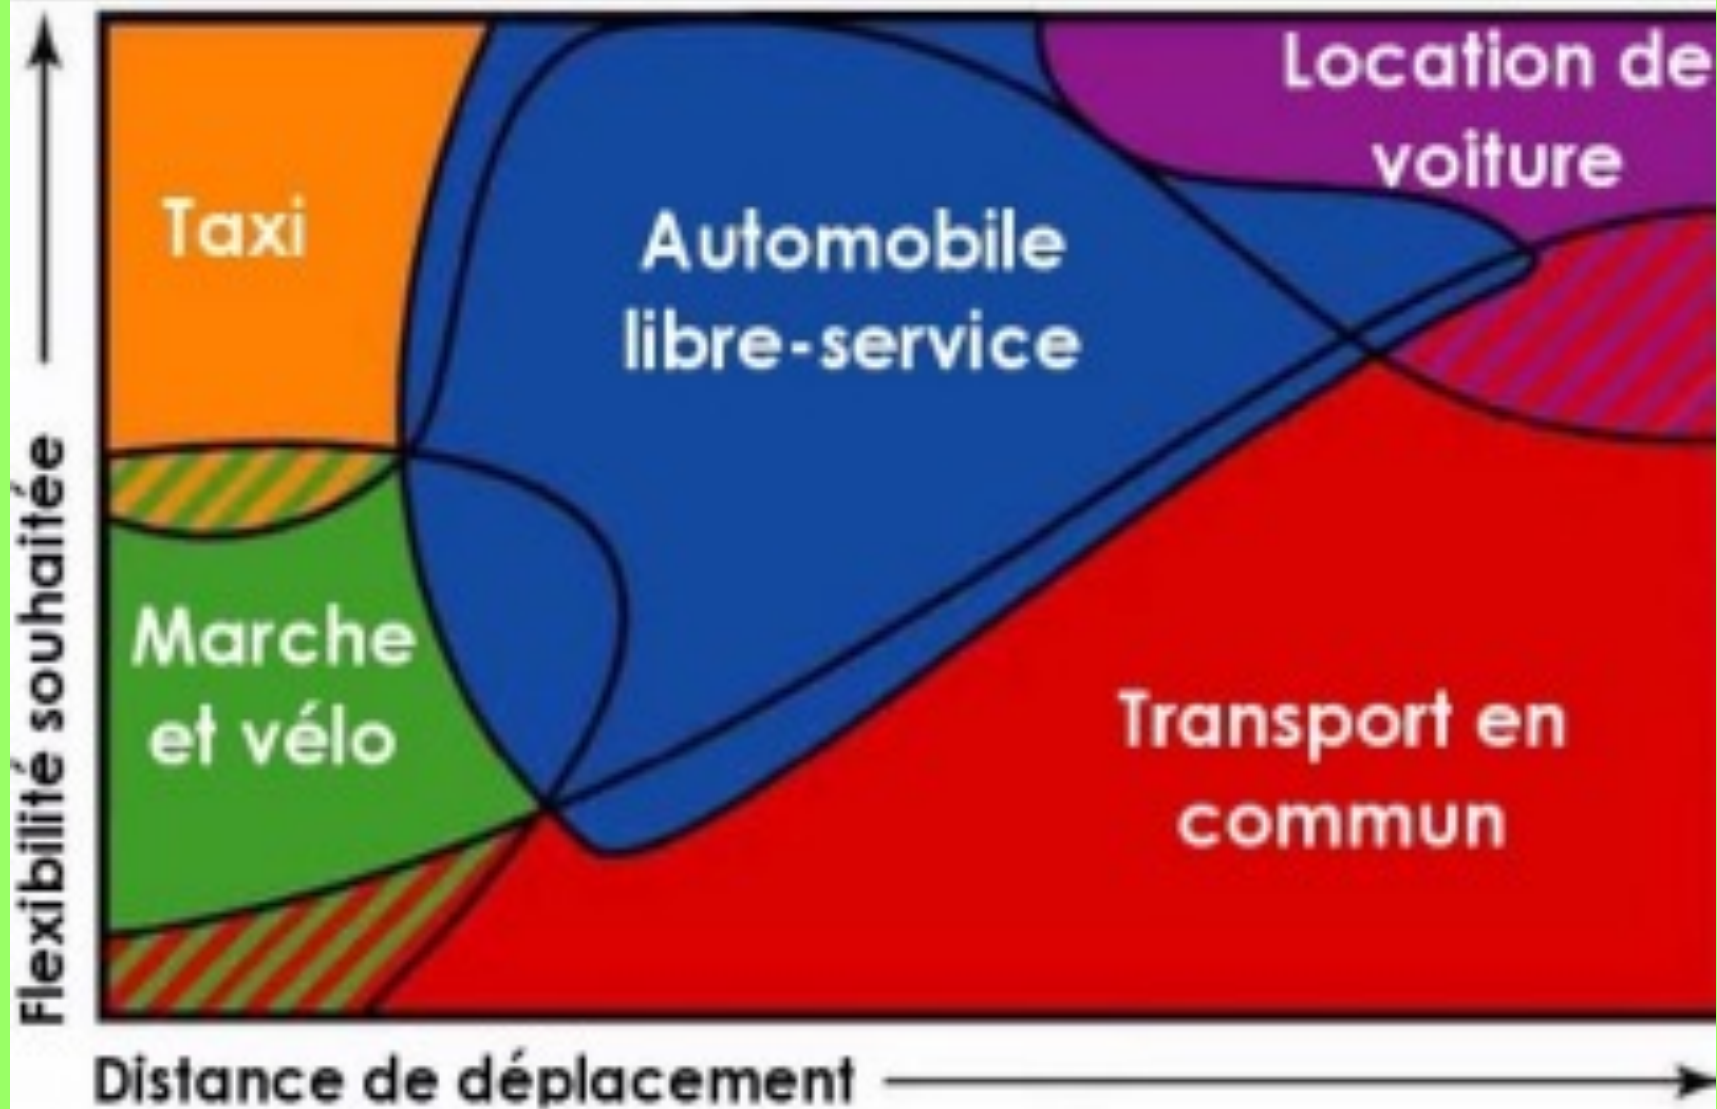 Location de
voiture
Taxi
Automobile
libre-service
Marche
et vélo
Transport en
commun
Flexibilité souhaitée
Distance de déplacement